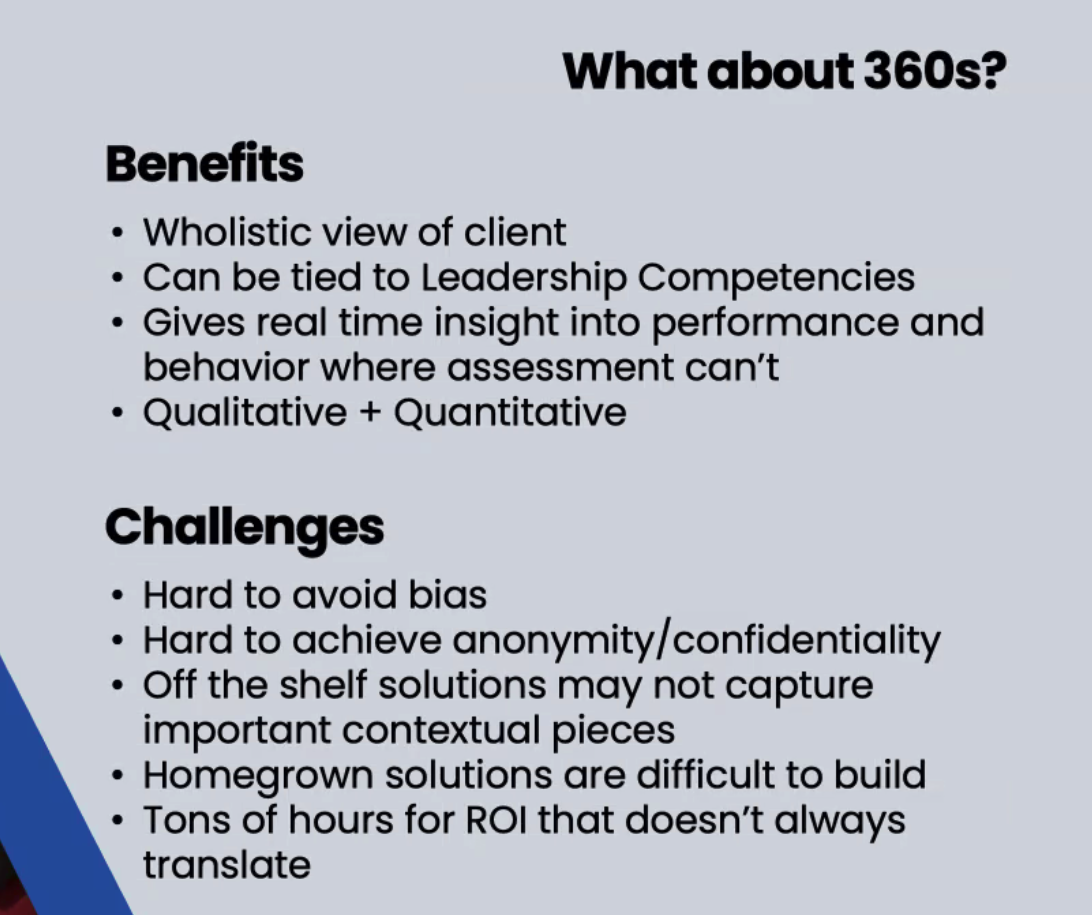 What about 360s?
Benefits
• Wholistic view of client
• Can be tied to Leadership Competencies
• Gives real time insight into performance and
behavior where assessment can’t
• Qualitative + Quantitative
Challenges
• Hard to avoid bias
• Hard to achieve anonymity/confidentiality
• Off the shelf solutions may not capture
important contextual pieces
• Homegrown solutions are difficult to build
• Tons of hours for ROI that doesn’t always
translate